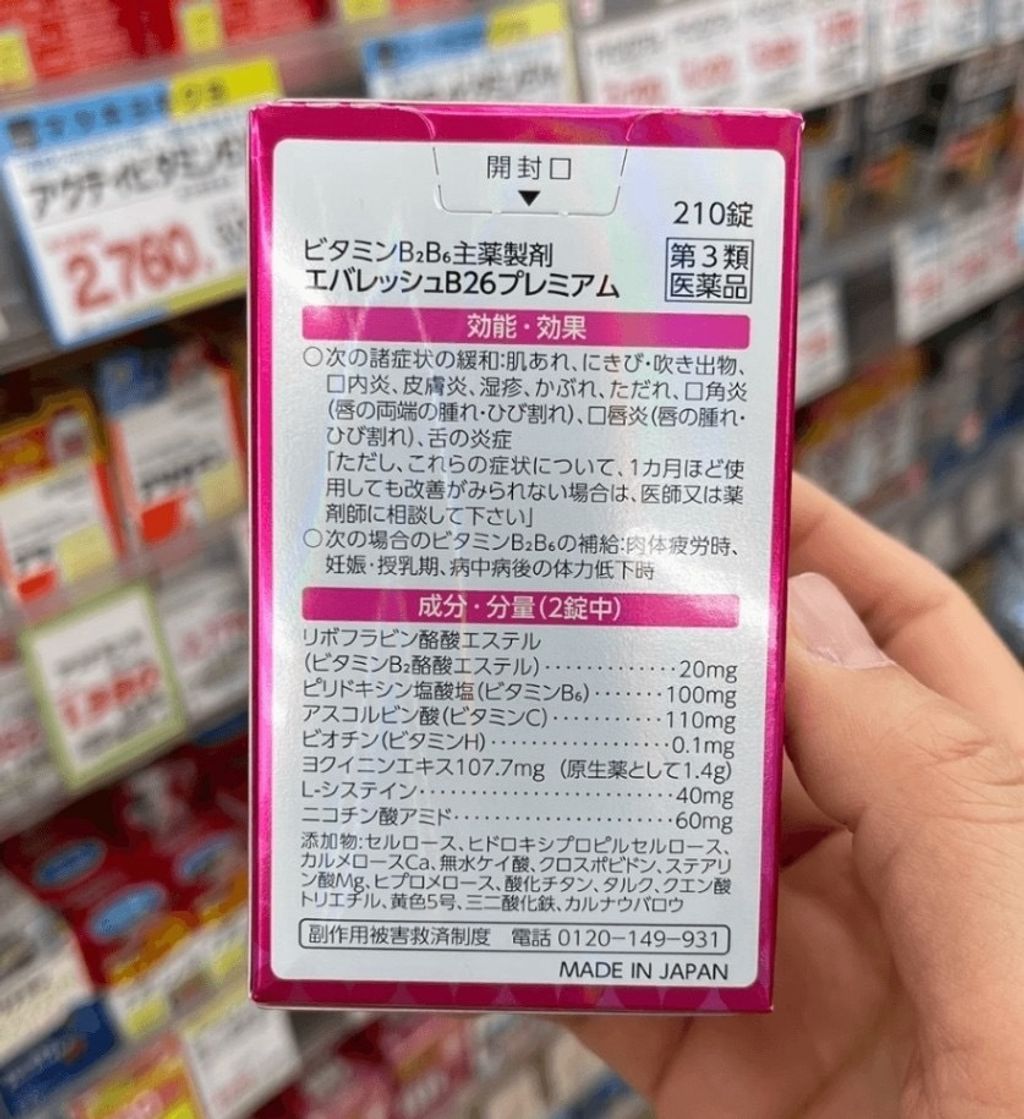 開封口
210錠
ビタミンB₂B₆主薬製剤
エバレッシュB26プレミアム
第3類
医薬品
効能・効果
○次の諸症状の緩和:肌あれ、にきび・吹き出物、
口内炎、皮膚炎、湿疹、かぶれ、ただれ、口角炎
(唇の両端の腫れ・ひび割れ)、口唇炎(唇の腫れ・
ひび割れ)、舌の炎症
「ただし、これらの症状について、1カ月ほど使
用しても改善がみられない場合は、医師又は薬
剤師に相談して下さい」
○次の場合のビタミンB₂B₆の補給:肉体疲労時、
妊娠・授乳期、病中病後の体力低下時
成分・分量(2錠中)
リボフラビン酪酸エステル
(ビタミンB₂酪酸エステル)·············20mg
ピリドキシン塩酸塩(ビタミンB₆)·······100mg
アスコルビン酸(ビタミンC)···········110mg
ビオチン(ビタミンH)··················0.1mg
ヨクイニンエキス107.7mg (原生薬として1.4g)
L-システイン·························40mg
ニコチン酸アミド······················60mg
添加物:セルロース、ヒドロキシプロピルセルロース、
カルメロースCa、無水ケイ酸、クロスポビドン、ステアリ
ン酸Mg、ヒプロメロース、酸化チタン、タルク、クエン酸
トリエチル、黄色5号、三二酸化鉄、カルナウバロウ
副作用被害救済制度 電話 0120-149-931
MADE IN JAPAN
アクティビタミン
2,760